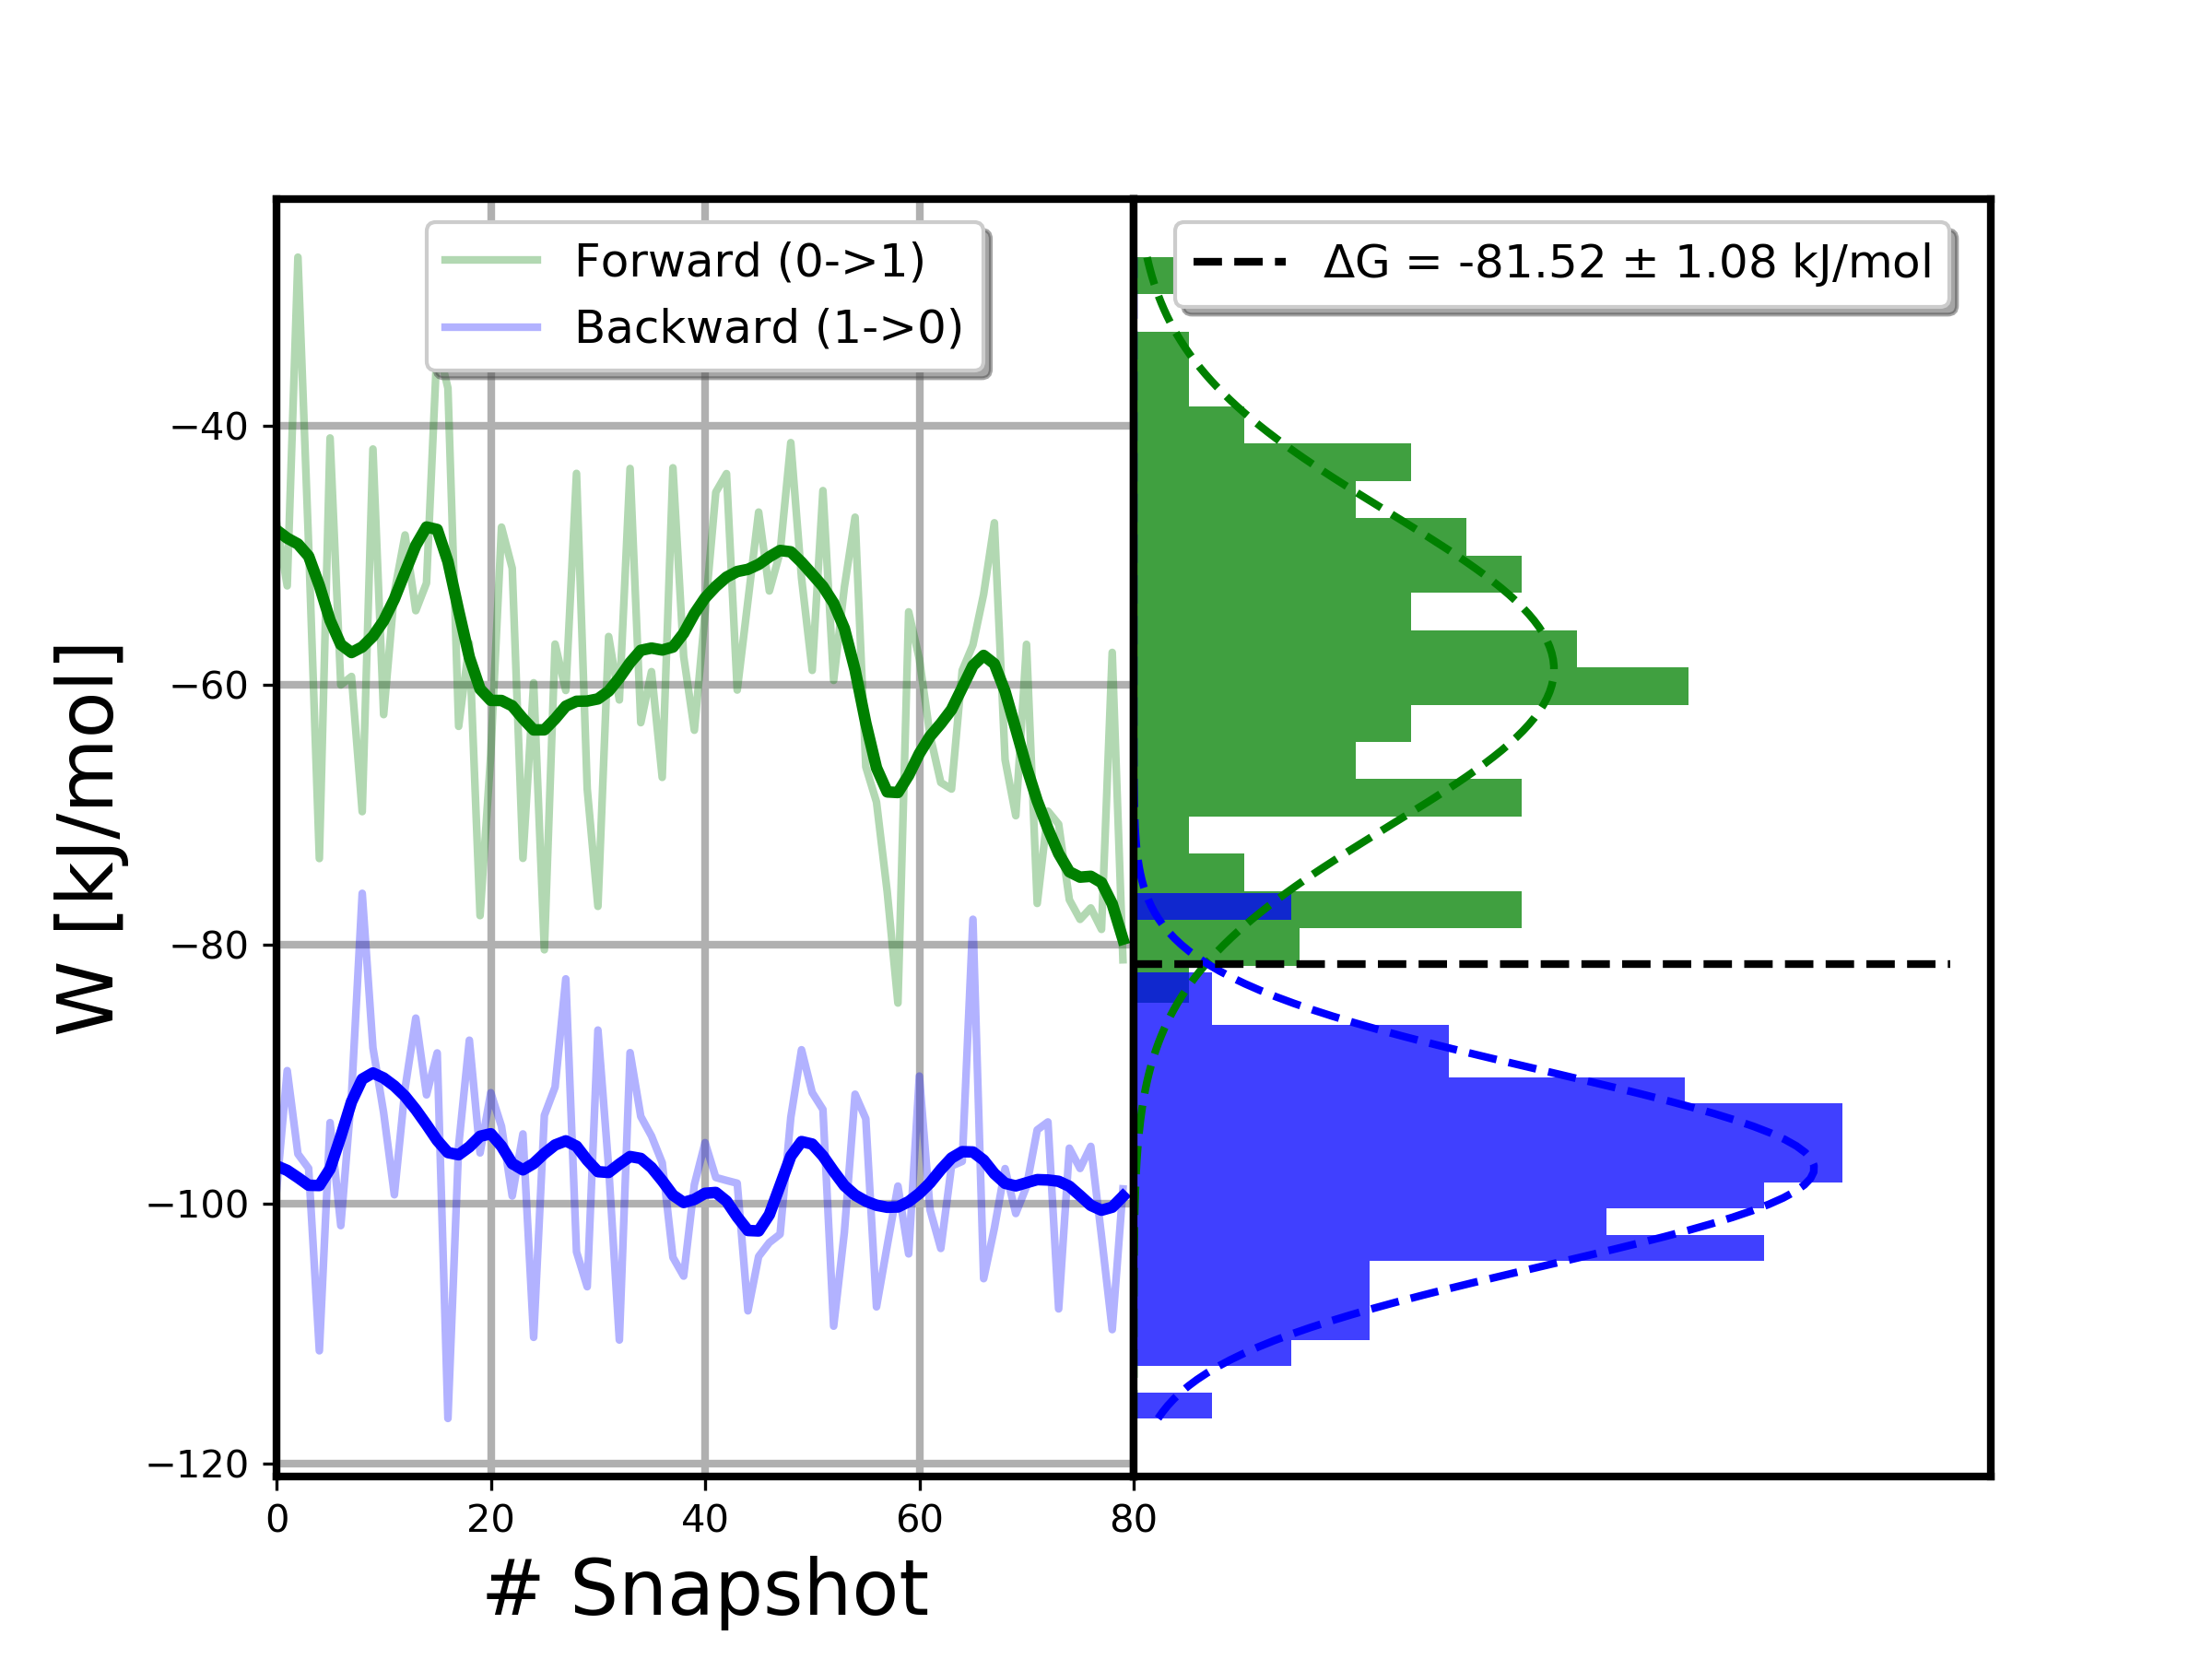 Forward (0->1)
Backward (1->0)
ΔG = -81.52 ± 1.08 kJ/mol
W [kJ/mol]
−40
−60
−80
−100
−120
0 20 40 60 80
# Snapshot